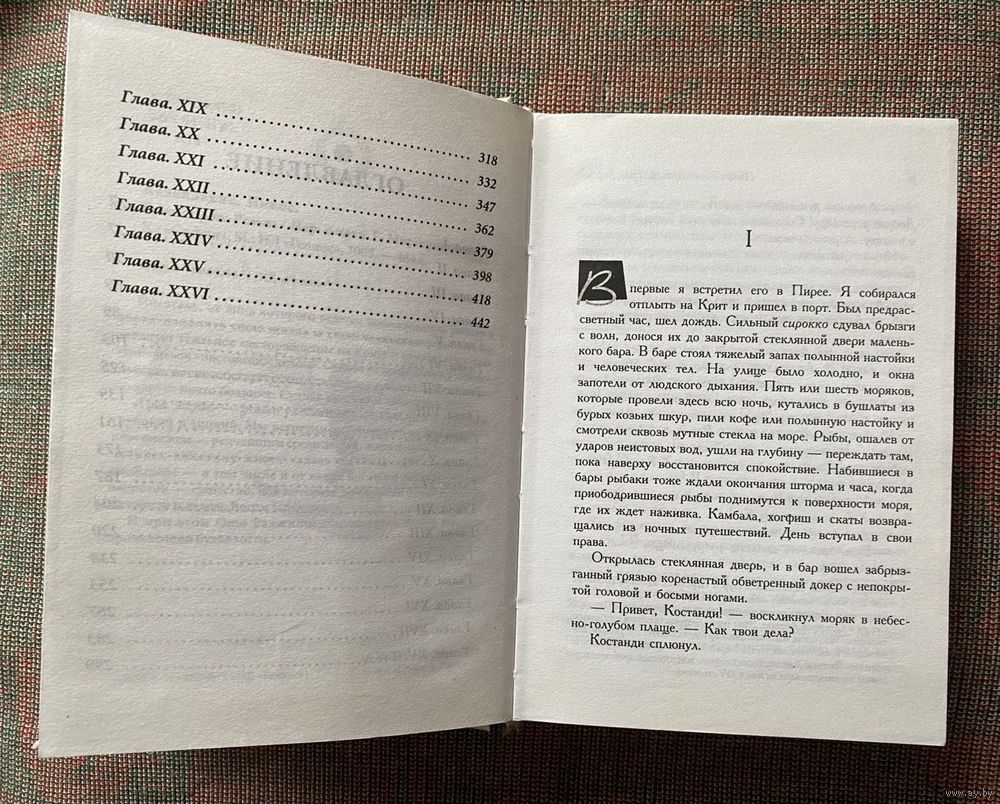 Глава. XIX ........ 318
Глава. XX ........ 332
Глава. XXI ........ 347
Глава. XXII ........ 362
Глава. XXIII ........ 379
Глава. XXIV ........ 398
Глава. XXV ........ 418
Глава. XXVI ........ 442
I
Впервые я встретил его в Пирее. Я собирался
отплыть на Крит и пришел в порт. Был предрас-
светный час, шел дождь. Сильный сирокко сдувал брызги
с волн, донося их до закрытой стеклянной двери малень-
кого бара. В баре стоял тяжелый запах полынной настойки
и человеческих тел. На улице было холодно, и окна
запотели от людского дыхания. Пять или шесть моряков,
которые провели здесь всю ночь, кутались в бушлаты из
бурых козьих шкур, пили кофе или полынную настойку и
смотрели сквозь мутные стекла на море. Рыбы, ошалев от
ударов неистовых вод, ушли на глубину — переждать там,
пока наверху восстановится спокойствие. Набившиеся в
бары рыбаки тоже ждали окончания шторма и часа, когда
приободрившиеся рыбы поднимутся к поверхности моря,
где их ждет наживка. Камбала, хогфиш и скаты возвра-
щались из ночных путешествий. День вступал в свои
права.
Открылась стеклянная дверь, и в бар вошел забрыз-
ганный грязью коренастый обветренный докер с непокры-
той головой и босыми ногами.
— Привет, Костанди! — воскликнул моряк в небес-
но-голубом плаще. — Как твои дела?
Костанди сплюнул.
www.ay.by